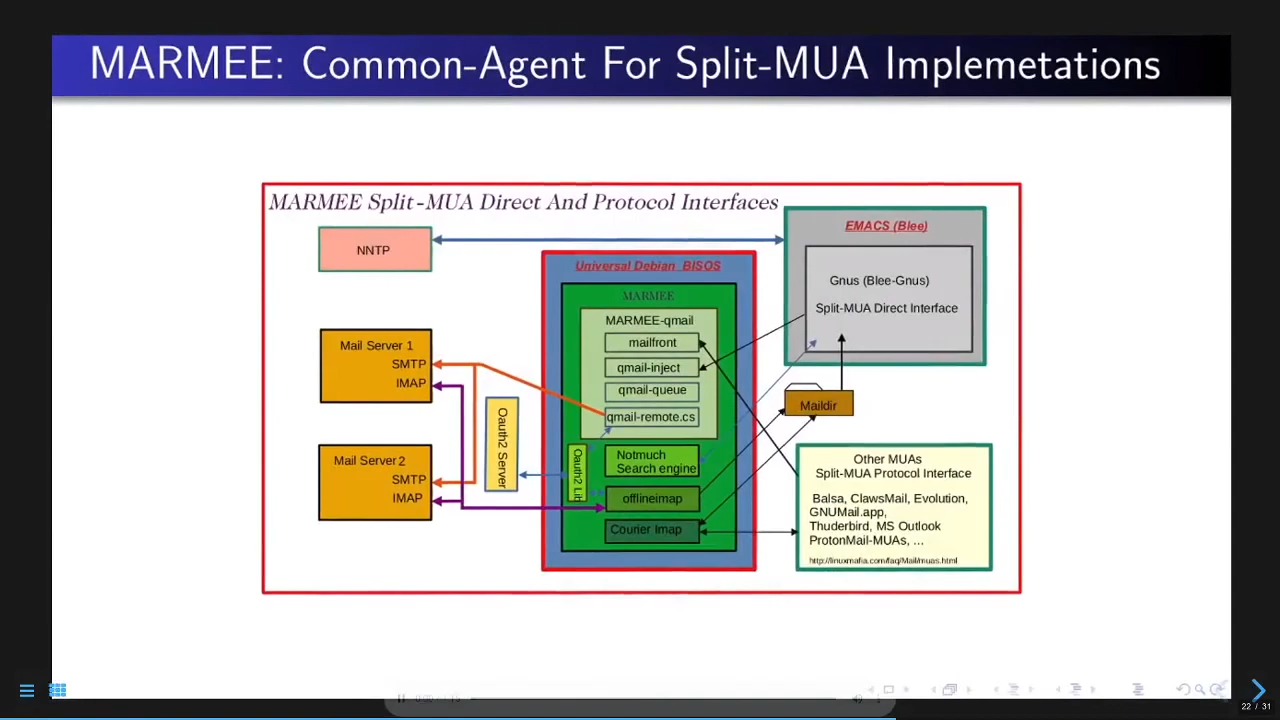 MARMEE: Common-Agent For Split-MUA Implemetations
MARMEE Split-MUA Direct And Protocol Interfaces
NNTP
EMACS (Blee)
Gnus (Blee-Gnus)
Split-MUA Direct Interface
Universal Debian BISOS
MARMEE
MARMEE-qmail
mailfront
qmail-inject
qmail-queue
qmail-remote.cs
Mail Server 1
SMTP
IMAP
Oauth2 Server
Oauth2 Lib
Notmuch
Search engine
offlineimap
Courier Imap
Maildir
Mail Server 2
SMTP
IMAP
Other MUAs
Split-MUA Protocol Interface
Balsa, ClawsMail, Evolution,
GNUMail.app,
Thuderbird, MS Outlook
ProtonMail-MUAs, ...
http://linuxmafia.com/faq/Mail/muas.html
22 / 31